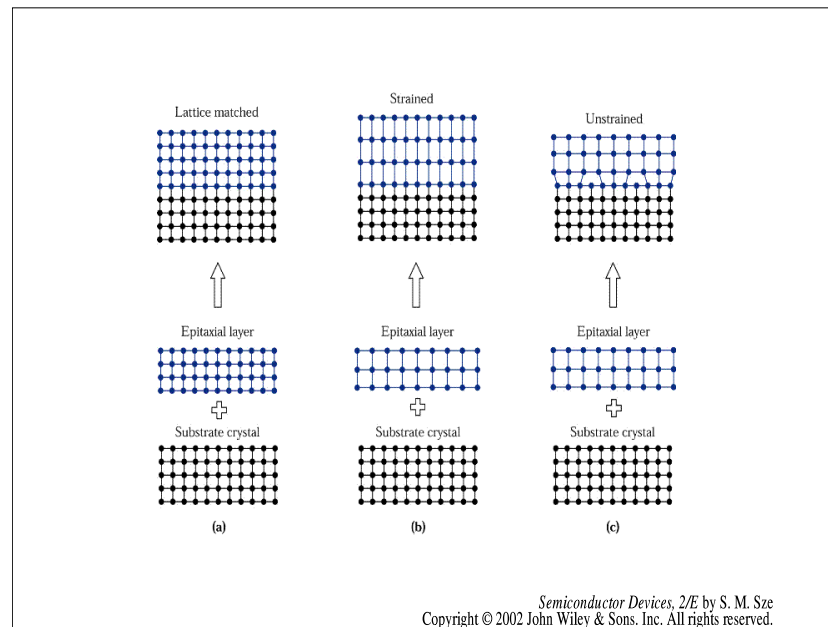 Lattice matched
Strained
Unstrained
Epitaxial layer
Epitaxial layer
Epitaxial layer
Substrate crystal
Substrate crystal
Substrate crystal
(a)
(b)
(c)
Semiconductor Devices, 2/E by S. M. Sze
Copyright © 2002 John Wiley & Sons. Inc. All rights reserved.